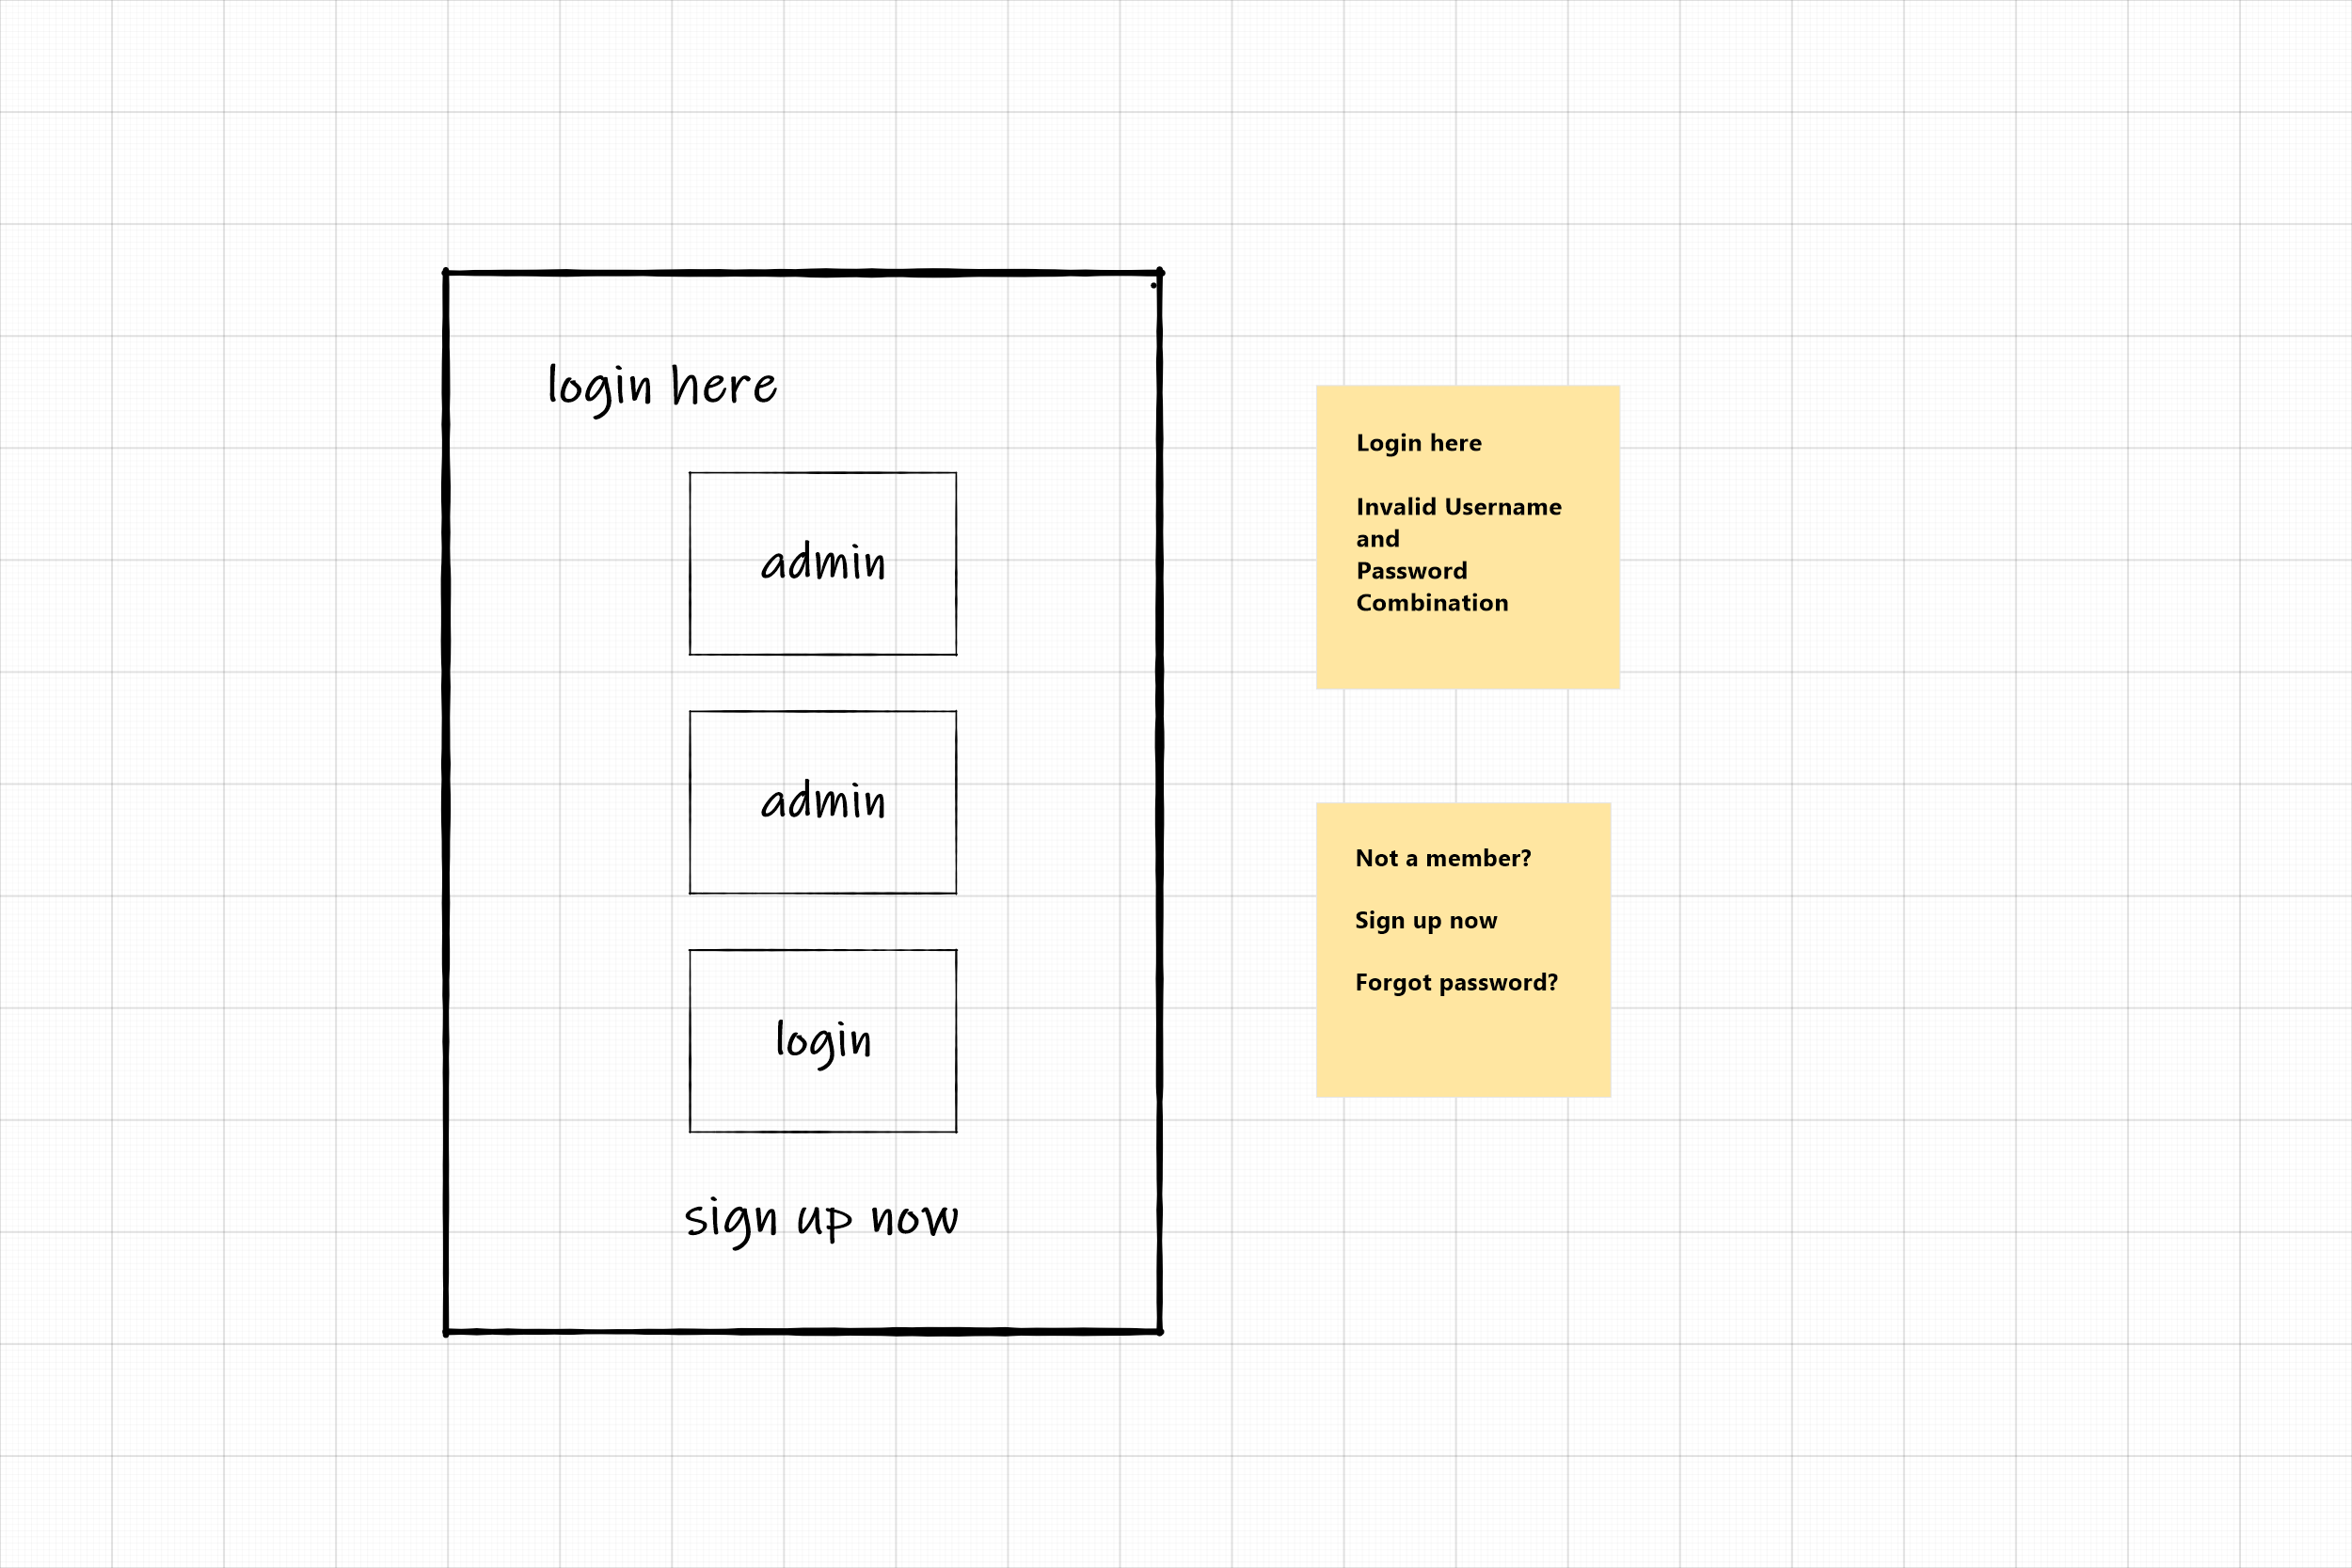 login here
admin
admin
login
sign up now
Login here
Invalid Username
and
Password
Combination
Not a member?
Sign up now
Forgot password?